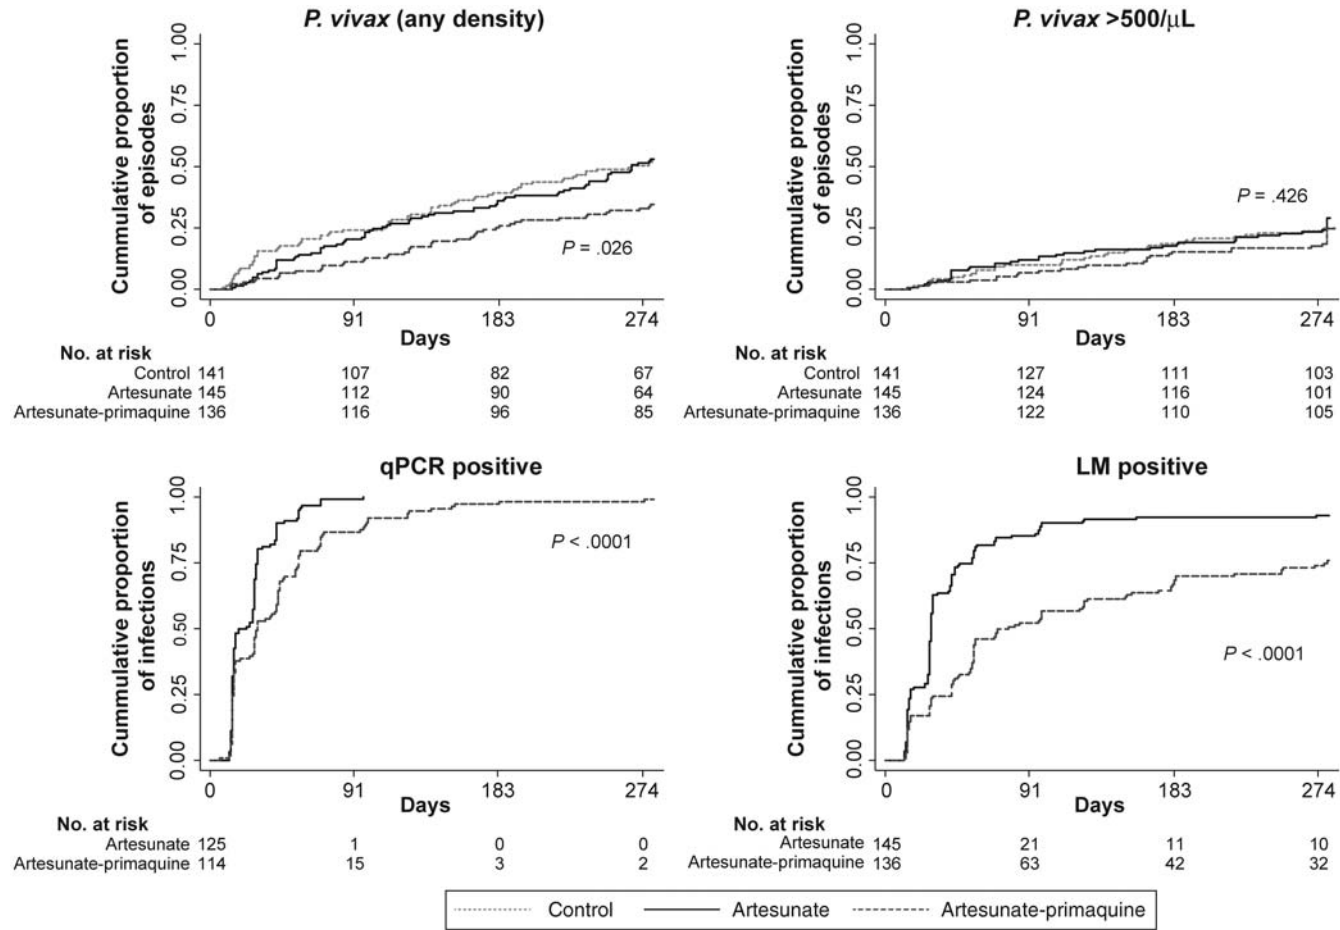 P. vivax (any density)
Cummulative proportion
of episodes
1.00
0.75
0.50
0.25
0.00
P = .026
0 91 183 274
Days
No. at risk
Control 141 107 82 67
Artesunate 145 112 90 64
Artesunate-primaquine 136 116 96 85
P. vivax >500/μL
Cummulative proportion
of episodes
1.00
0.75
0.50
0.25
0.00
P = .426
0 91 183 274
Days
No. at risk
Control 141 127 111 103
Artesunate 145 124 116 101
Artesunate-primaquine 136 122 110 105
qPCR positive
Cummulative proportion
of infections
1.00
0.75
0.50
0.25
0.00
P < .0001
0 91 183 274
Days
No. at risk
Artesunate 125 1 0 0
Artesunate-primaquine 114 15 3 2
LM positive
Cummulative proportion
of infections
1.00
0.75
0.50
0.25
0.00
P < .0001
0 91 183 274
Days
No. at risk
Artesunate 145 21 11 10
Artesunate-primaquine 136 63 42 32
Control Artesunate Artesunate-primaquine